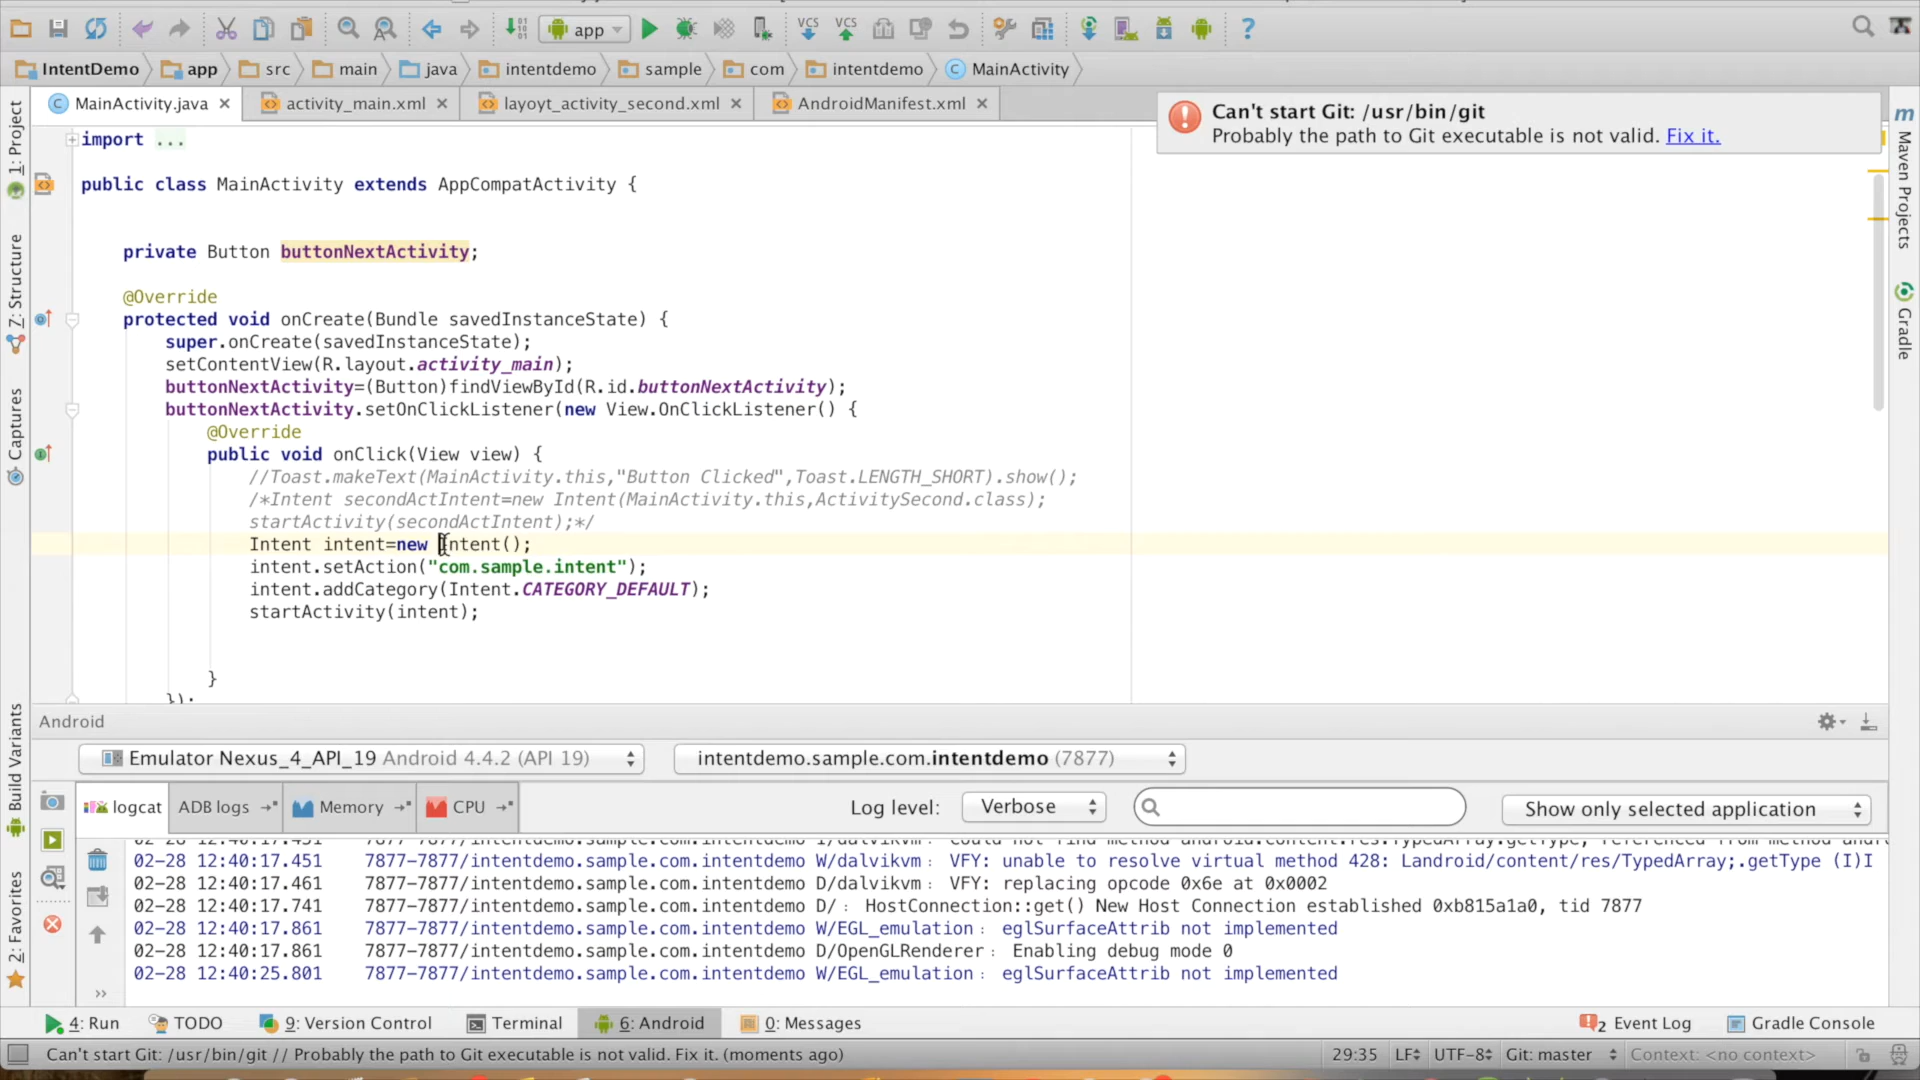 app
VCS VCS
?
IntentDemo app src main java intentdemo sample com intentdemo MainActivity
MainActivity.java activity_main.xml layoyt_activity_second.xml AndroidManifest.xml
Can't start Git: /usr/bin/git
Probably the path to Git executable is not valid. Fix it.
import ...
public class MainActivity extends AppCompatActivity {
private Button buttonNextActivity;
@Override
protected void onCreate(Bundle savedInstanceState) {
super.onCreate(savedInstanceState);
setContentView(R.layout.activity_main);
buttonNextActivity=(Button)findViewById(R.id.buttonNextActivity);
buttonNextActivity.setOnClickListener(new View.OnClickListener() {
@Override
public void onClick(View view) {
//Toast.makeText(MainActivity.this,"Button Clicked",Toast.LENGTH_SHORT).show();
/*Intent secondActIntent=new Intent(MainActivity.this,ActivitySecond.class);
startActivity(secondActIntent);*/
Intent intent=new Intent();
intent.setAction("com.sample.intent");
intent.addCategory(Intent.CATEGORY_DEFAULT);
startActivity(intent);
}
});
1: Project
Z: Structure
Captures
Build Variants
2: Favorites
m Maven Projects
Gradle
Android
Emulator Nexus_4_API_19 Android 4.4.2 (API 19) intentdemo.sample.com.intentdemo (7877)
logcat ADB logs Memory CPU Log level: Verbose Show only selected application
02-28 12:40:17.451 7877-7877/intentdemo.sample.com.intentdemo W/dalvikvm: VFY: unable to resolve virtual method 428: Landroid/content/res/TypedArray;.getType (I)I
02-28 12:40:17.461 7877-7877/intentdemo.sample.com.intentdemo D/dalvikvm: VFY: replacing opcode 0x6e at 0x0002
02-28 12:40:17.741 7877-7877/intentdemo.sample.com.intentdemo D/: HostConnection::get() New Host Connection established 0xb815a1a0, tid 7877
02-28 12:40:17.861 7877-7877/intentdemo.sample.com.intentdemo W/EGL_emulation: eglSurfaceAttrib not implemented
02-28 12:40:17.861 7877-7877/intentdemo.sample.com.intentdemo D/OpenGLRenderer: Enabling debug mode 0
02-28 12:40:25.801 7877-7877/intentdemo.sample.com.intentdemo W/EGL_emulation: eglSurfaceAttrib not implemented
4: Run TODO 9: Version Control Terminal 6: Android 0: Messages 2 Event Log Gradle Console
Can't start Git: /usr/bin/git // Probably the path to Git executable is not valid. Fix it. (moments ago) 29:35 LF UTF-8 Git: master Context: <no context>